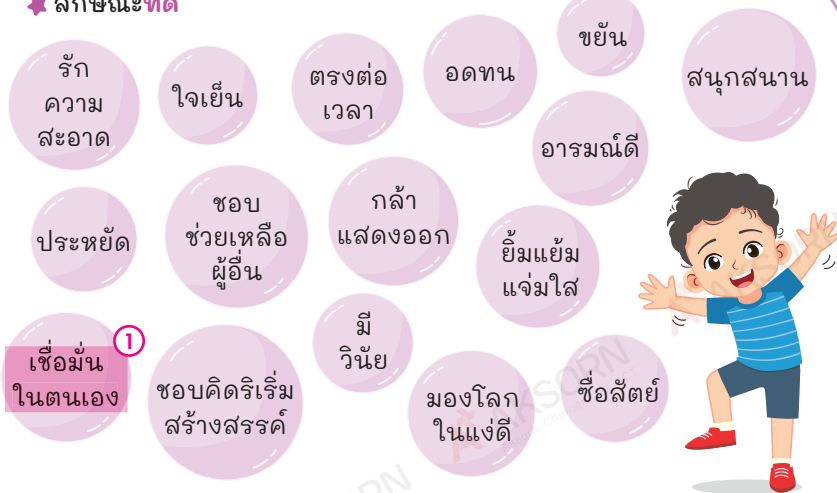 ลักษณะที่ดี
ขยัน
รัก
ความ
สะอาด
ใจเย็น
ตรงต่อ
เวลา
อดทน
สนุกสนาน
อารมณ์ดี
ประหยัด
ชอบ
ช่วยเหลือ
ผู้อื่น
กล้า
แสดงออก
ยิ้มแย้ม
แจ่มใส
เชื่อมั่น
ในตนเอง
1
ชอบคิดริเริ่ม
สร้างสรรค์
มี
วินัย
มองโลก
ในแง่ดี
ซื่อสัตย์
AKSORN